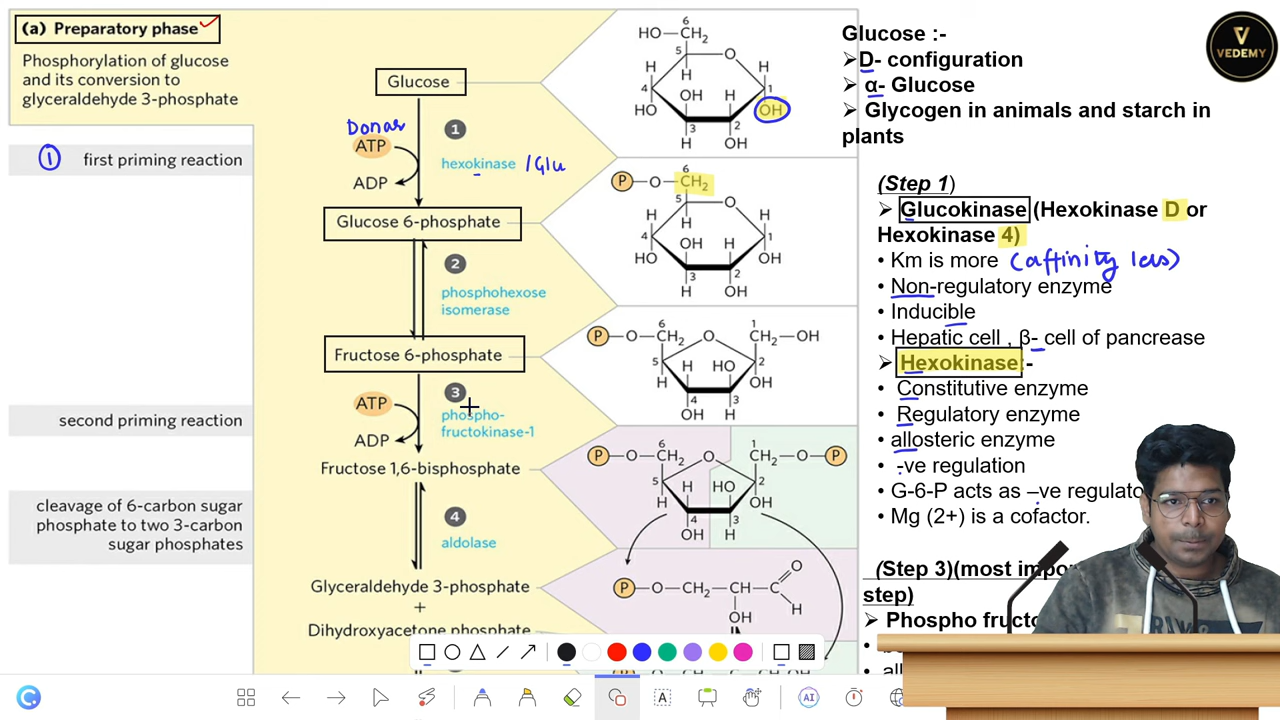 (a) Preparatory phase
Phosphorylation of glucose
and its conversion to
glyceraldehyde 3-phosphate
1 first priming reaction
second priming reaction
cleavage of 6-carbon sugar
phosphate to two 3-carbon
sugar phosphates
Glucose
Donar
ATP
1
hexokinase /Glu
ADP
Glucose 6-phosphate
2
phosphohexose
isomerase
Fructose 6-phosphate
ATP
3
phospho-
fructokinase-1
ADP
Fructose 1,6-bisphosphate
4
aldolase
Glyceraldehyde 3-phosphate
+
Dihydroxyacetone phosphate
6
HO—CH₂
5
O
H
H
H
4
OH
H
1
HO
OH
3
2
H
OH
6
P—O—CH₂
5
O
H
H
H
4
OH
H
1
HO
OH
3
2
H
OH
6
1
P—O—CH₂
O
CH₂—OH
5
H
HO
2
H
OH
4
3
OH
H
6
1
P—O—CH₂
O
CH₂—O—P
5
H
HO
2
H
OH
4
3
OH
H
O
P—O—CH₂—CH—C
OH
H
Glucose :-
➢D- configuration
➢α- Glucose
➢Glycogen in animals and starch in
plants
(Step 1)
➢ Glucokinase (Hexokinase D or
Hexokinase 4)
• Km is more (affinity less)
• Non-regulatory enzyme
• Inducible
• Hepatic cell , β- cell of pancrease
➢ Hexokinase:-
• Constitutive enzyme
• Regulatory enzyme
• allosteric enzyme
• -ve regulation
• G-6-P acts as –ve
• Mg (2+) is a cofactor.
(Step 3)(most
step)
➢ Phospho
V
VEDEMY
A
AI